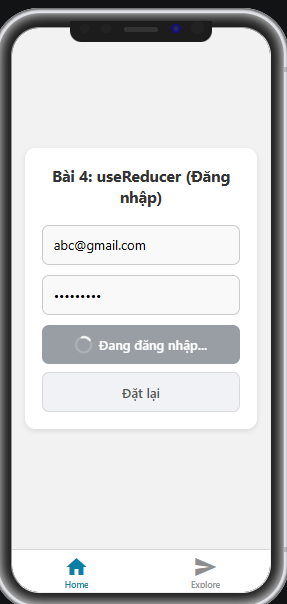 Bài 4: useReducer (Đăng
nhập)
abc@gmail.com
•••••••••
Đang đăng nhập...
Đặt lại
Home
Explore